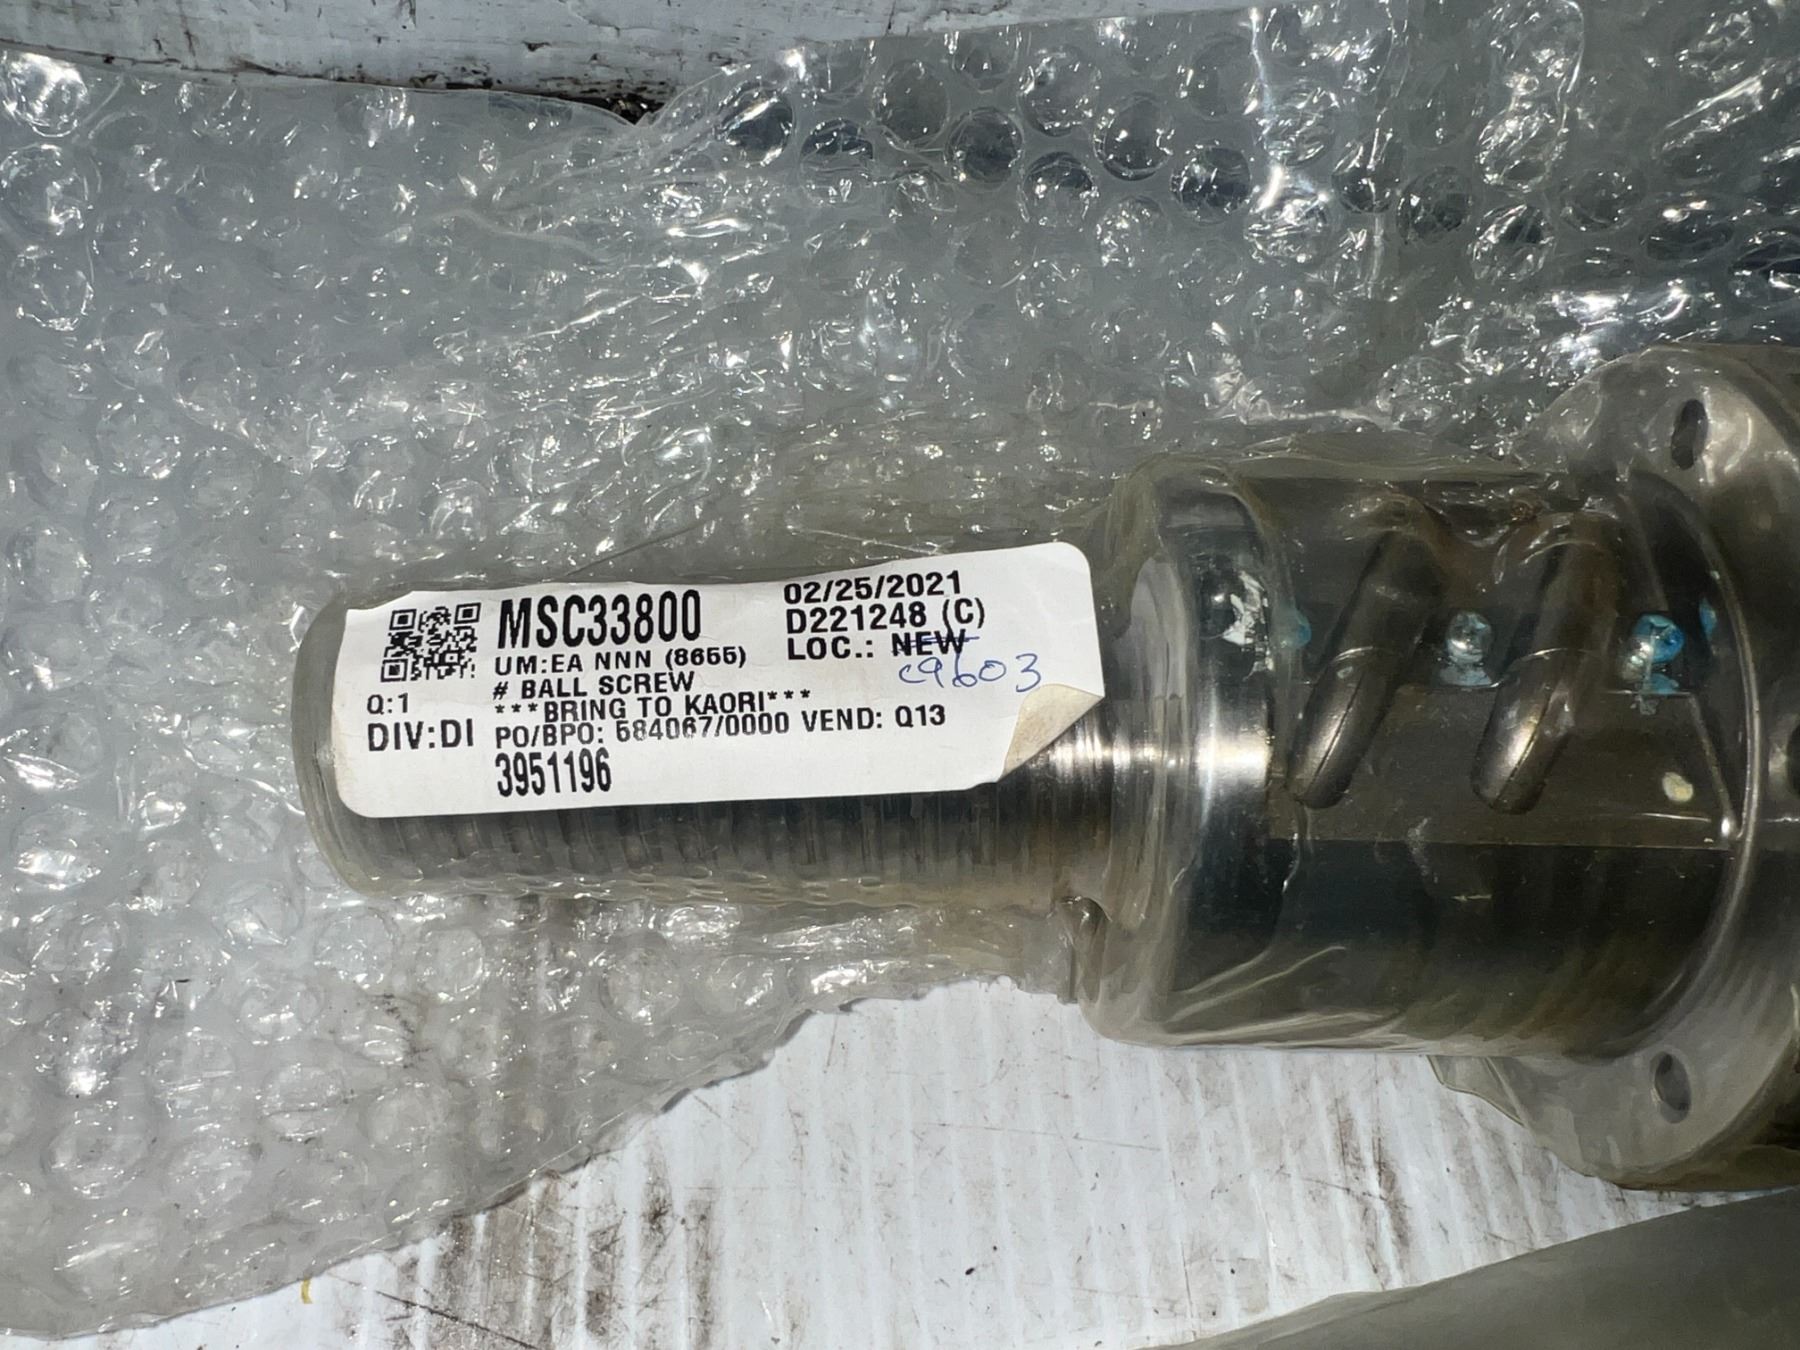 MSC33800
02/25/2021
D221248 (C)
LOC.: NEW
c9603
UM:EA NNN (8655)
# BALL SCREW
Q:1
***BRING TO KAORI***
DIV:DI
PO/BPO: 684067/0000 VEND: Q13
3951196